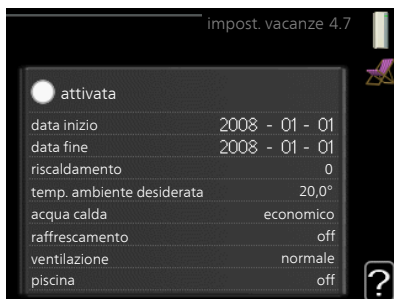 impost. vacanze 4.7
attivata
data inizio 2008 - 01 - 01
data fine 2008 - 01 - 01
riscaldamento 0
temp. ambiente desiderata 20,0°
acqua calda economico
raffrescamento off
ventilazione normale
piscina off
?